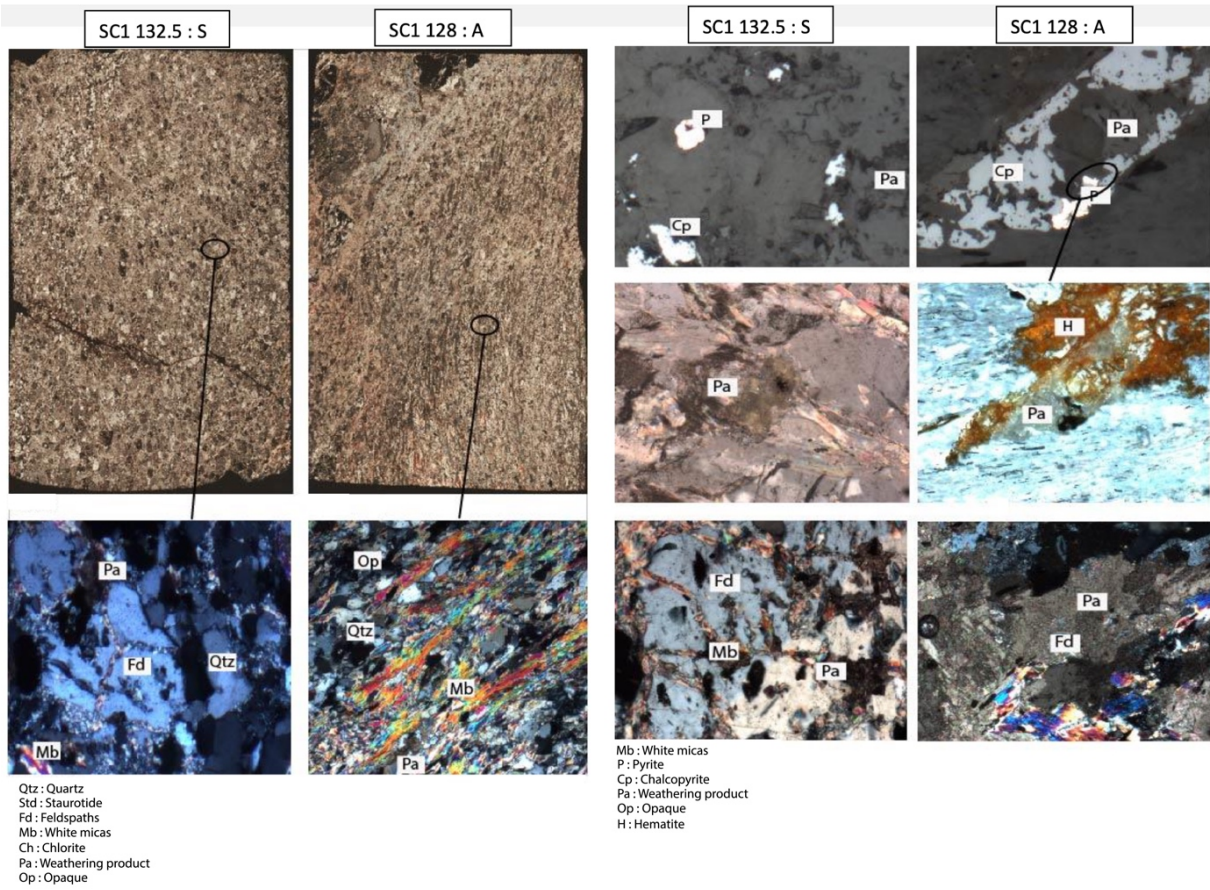 SC1 132.5 : S
SC1 128 : A
Pa
Fd
Qtz
Mb
Op
Qtz
Mb
Pa
Qtz : Quartz
Std : Staurotide
Fd : Feldspaths
Mb : White micas
Ch : Chlorite
Pa : Weathering product
Op : Opaque
SC1 132.5 : S
SC1 128 : A
P
Pa
Cp
Pa
Cp
P
Pa
H
Pa
Fd
Mb
Pa
Pa
Fd
Mb : White micas
P : Pyrite
Cp : Chalcopyrite
Pa : Weathering product
Op : Opaque
H : Hematite